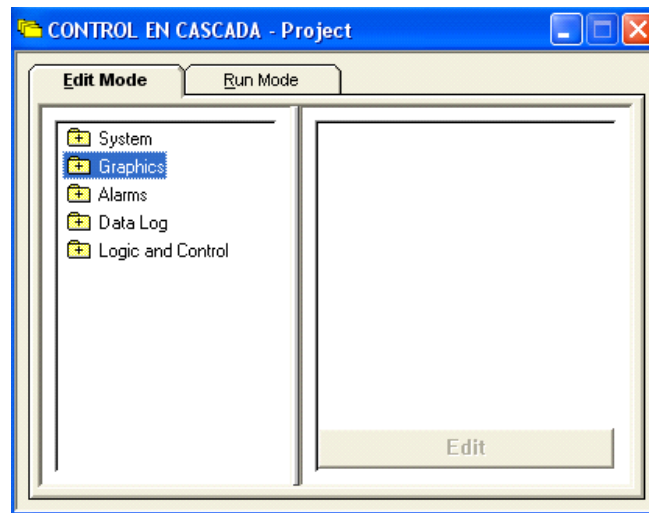 CONTROL EN CASCADA - Project
Edit Mode Run Mode
System
Graphics
Alarms
Data Log
Logic and Control
Edit